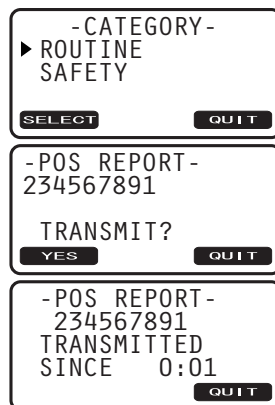 -CATEGORY-
▶ ROUTINE
SAFETY
SELECT QUIT
-POS REPORT-
234567891
TRANSMIT?
YES QUIT
-POS REPORT-
234567891
TRANSMITTED
SINCE 0:01
QUIT